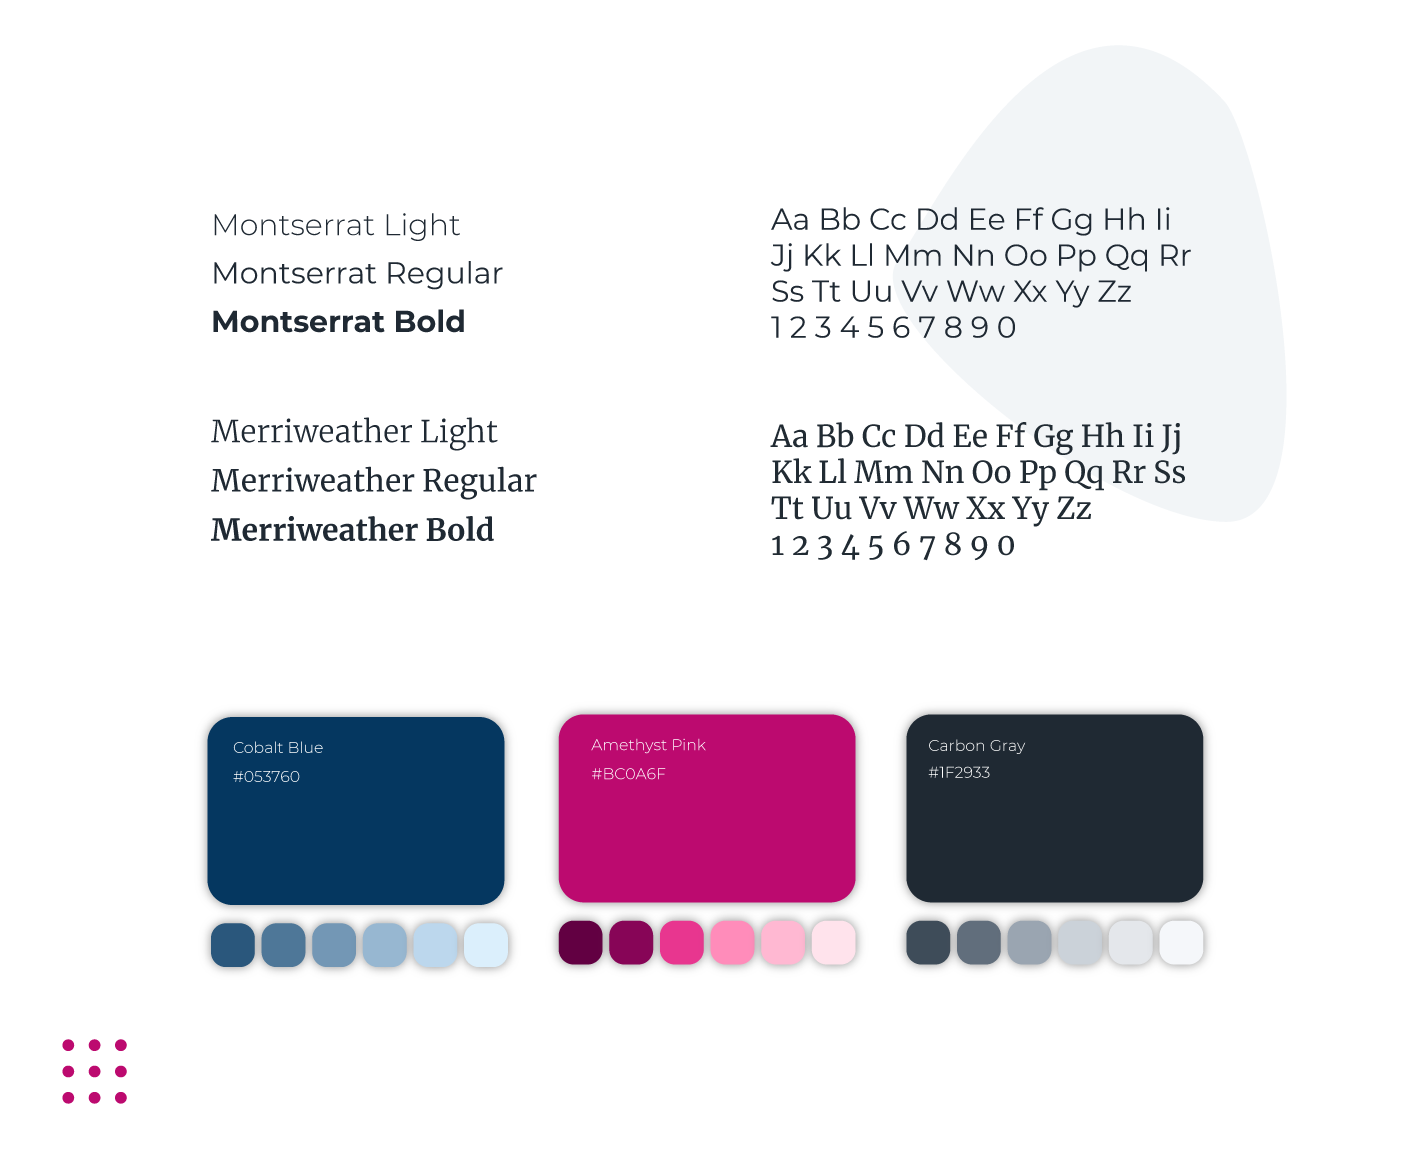 Montserrat Light
Montserrat Regular
Montserrat Bold
Aa Bb Cc Dd Ee Ff Gg Hh Ii
Jj Kk Ll Mm Nn Oo Pp Qq Rr
Ss Tt Uu Vv Ww Xx Yy Zz
1 2 3 4 5 6 7 8 9 0
Merriweather Light
Merriweather Regular
Merriweather Bold
Aa Bb Cc Dd Ee Ff Gg Hh Ii Jj
Kk Ll Mm Nn Oo Pp Qq Rr Ss
Tt Uu Vv Ww Xx Yy Zz
1 2 3 4 5 6 7 8 9 0
Cobalt Blue
#053760
Amethyst Pink
#BC0A6F
Carbon Gray
#1F2933